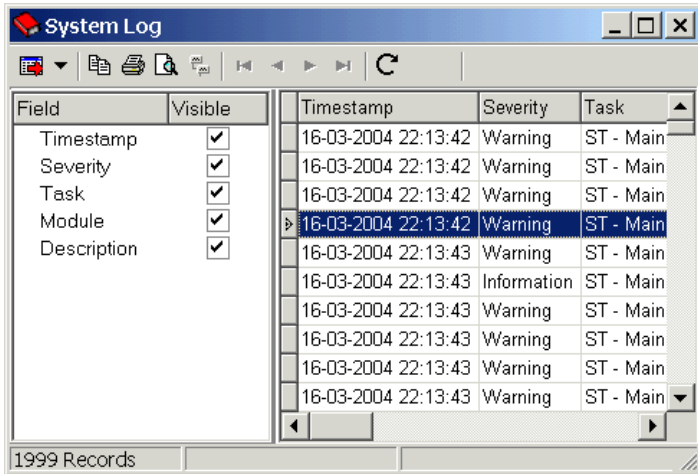 System Log
Field Visible
Timestamp
Severity
Task
Module
Description
Timestamp Severity Task
16-03-2004 22:13:42 Warning ST - Main
16-03-2004 22:13:42 Warning ST - Main
16-03-2004 22:13:42 Warning ST - Main
16-03-2004 22:13:42 Warning ST - Main
16-03-2004 22:13:43 Warning ST - Main
16-03-2004 22:13:43 Information ST - Main
16-03-2004 22:13:43 Warning ST - Main
16-03-2004 22:13:43 Warning ST - Main
16-03-2004 22:13:43 Warning ST - Main
16-03-2004 22:13:43 Warning ST - Main
1999 Records